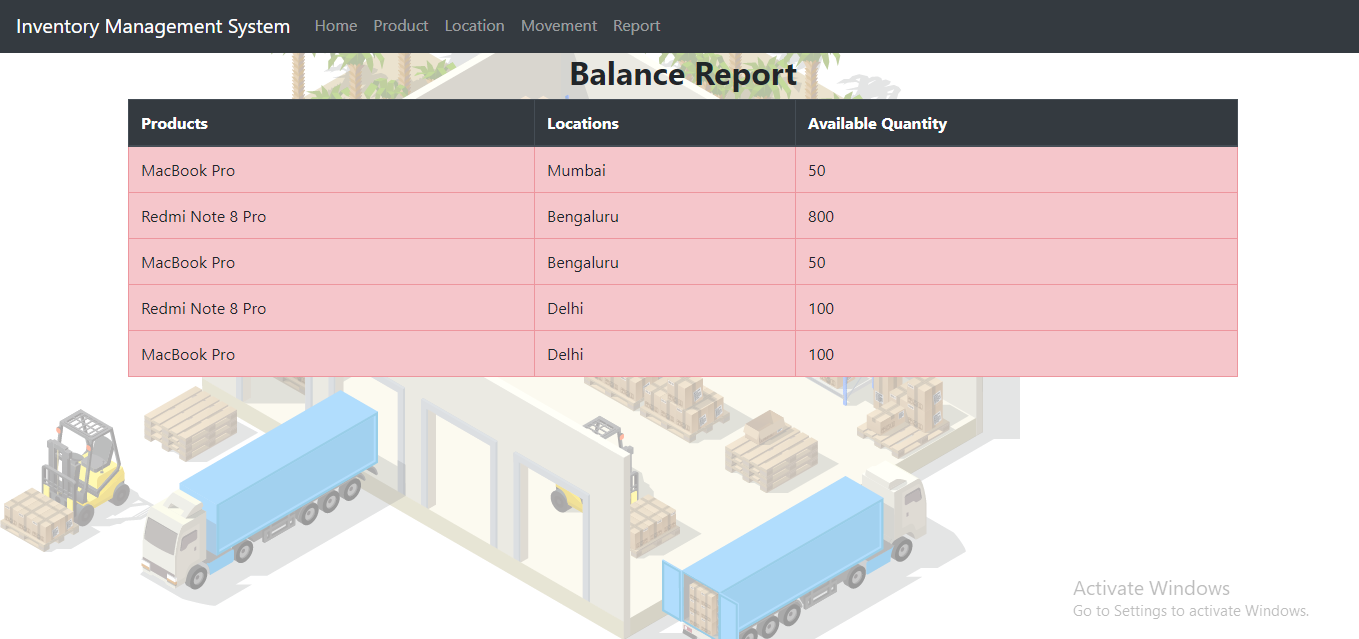 Inventory Management System Home Product Location Movement Report
Balance Report
Products Locations Available Quantity
MacBook Pro Mumbai 50
Redmi Note 8 Pro Bengaluru 800
MacBook Pro Bengaluru 50
Redmi Note 8 Pro Delhi 100
MacBook Pro Delhi 100
Activate Windows
Go to Settings to activate Windows.